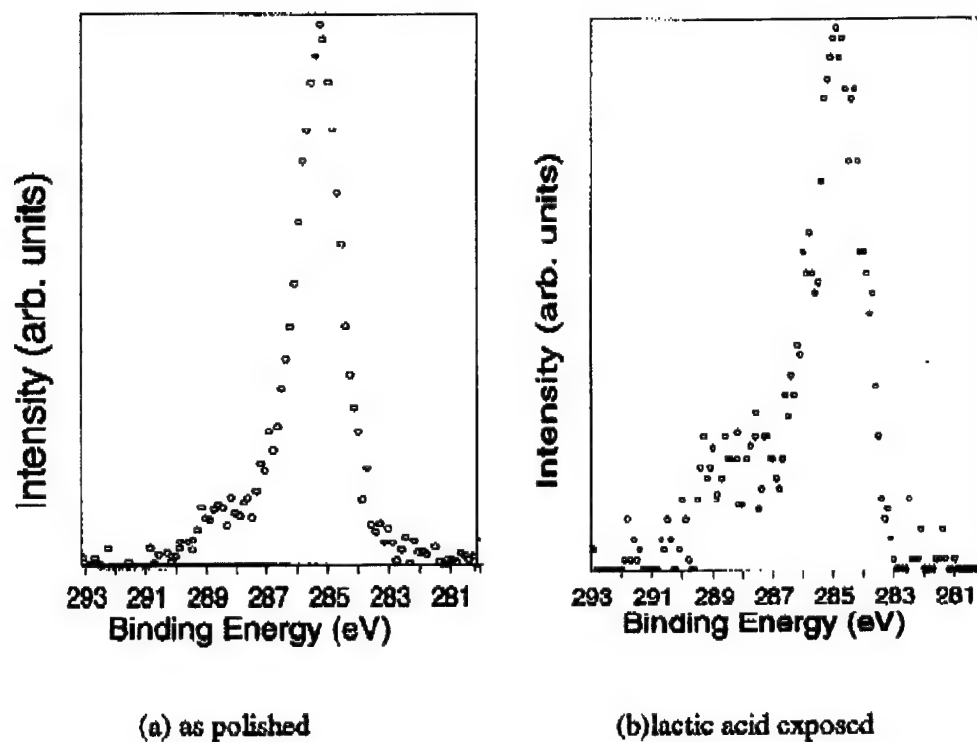 Intensity (arb. units)
293 291 289 287 285 283 281
Binding Energy (eV)
(a) as polished
Intensity (arb. units)
293 291 289 287 285 283 281
Binding Energy (eV)
(b)lactic acid exposed